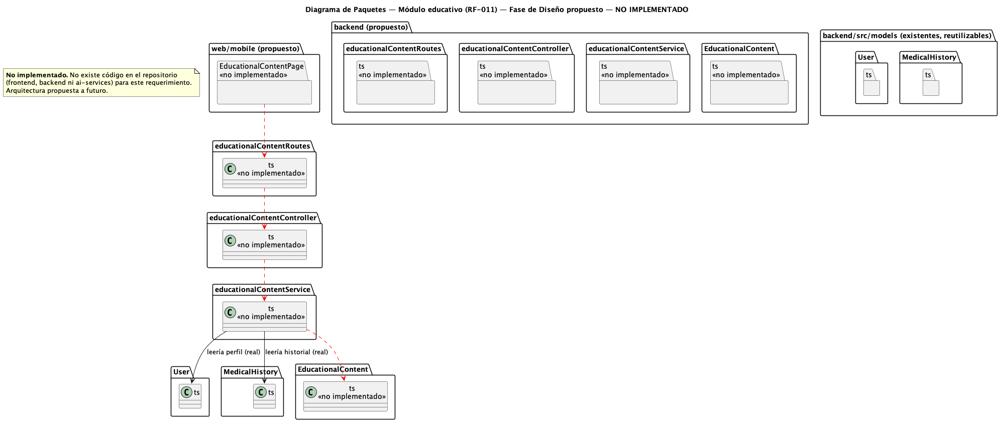 Diagrama de Paquetes — Módulo educativo (RF-011) — Fase de Diseño propuesto — NO IMPLEMENTADO
No implementado. No existe código en el repositorio
(frontend, backend ni ai-services) para este requerimiento.
Arquitectura propuesta a futuro.
web/mobile (propuesto)
EducationalContentPage
«no implementado»
backend (propuesto)
educationalContentRoutes
ts
«no implementado»
educationalContentController
ts
«no implementado»
educationalContentService
ts
«no implementado»
EducationalContent
ts
«no implementado»
backend/src/models (existentes, reutilizables)
User
ts
MedicalHistory
ts
educationalContentRoutes
C
ts
«no implementado»
educationalContentController
C
ts
«no implementado»
educationalContentService
C
ts
«no implementado»
leería perfil (real)
leería historial (real)
User
C ts
MedicalHistory
C ts
EducationalContent
C
ts
«no implementado»